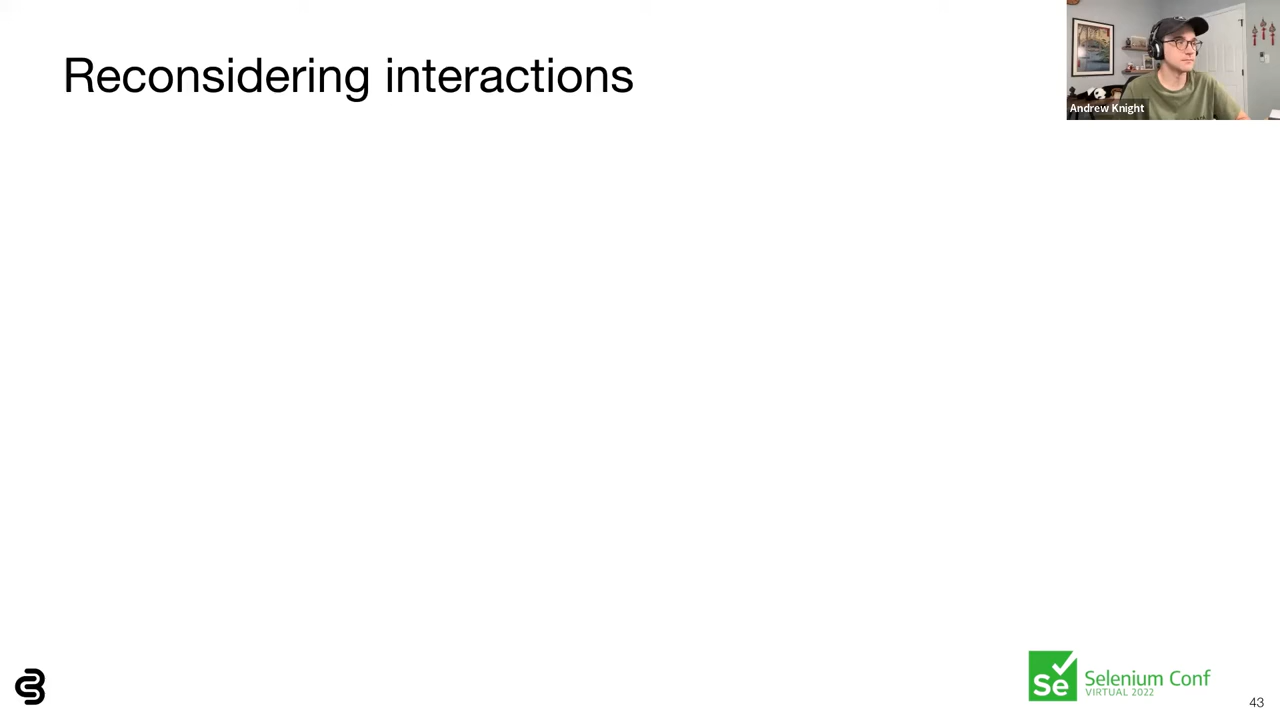 Reconsidering interactions
Andrew Knight
Se
Selenium Conf
VIRTUAL 2022
43